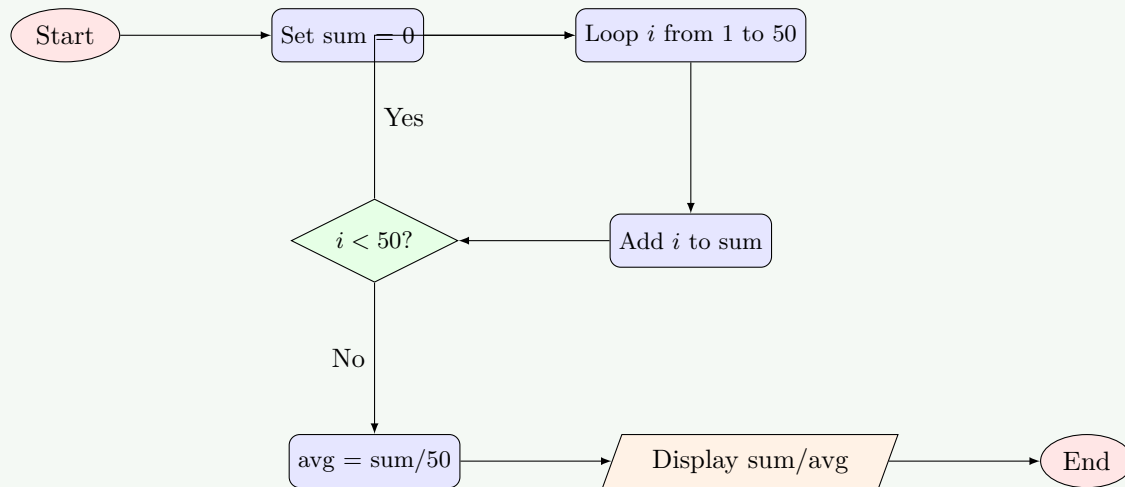 Start
Set sum = 0
Loop i from 1 to 50
Yes
i < 50?
Add i to sum
No
avg = sum/50
Display sum/avg
End